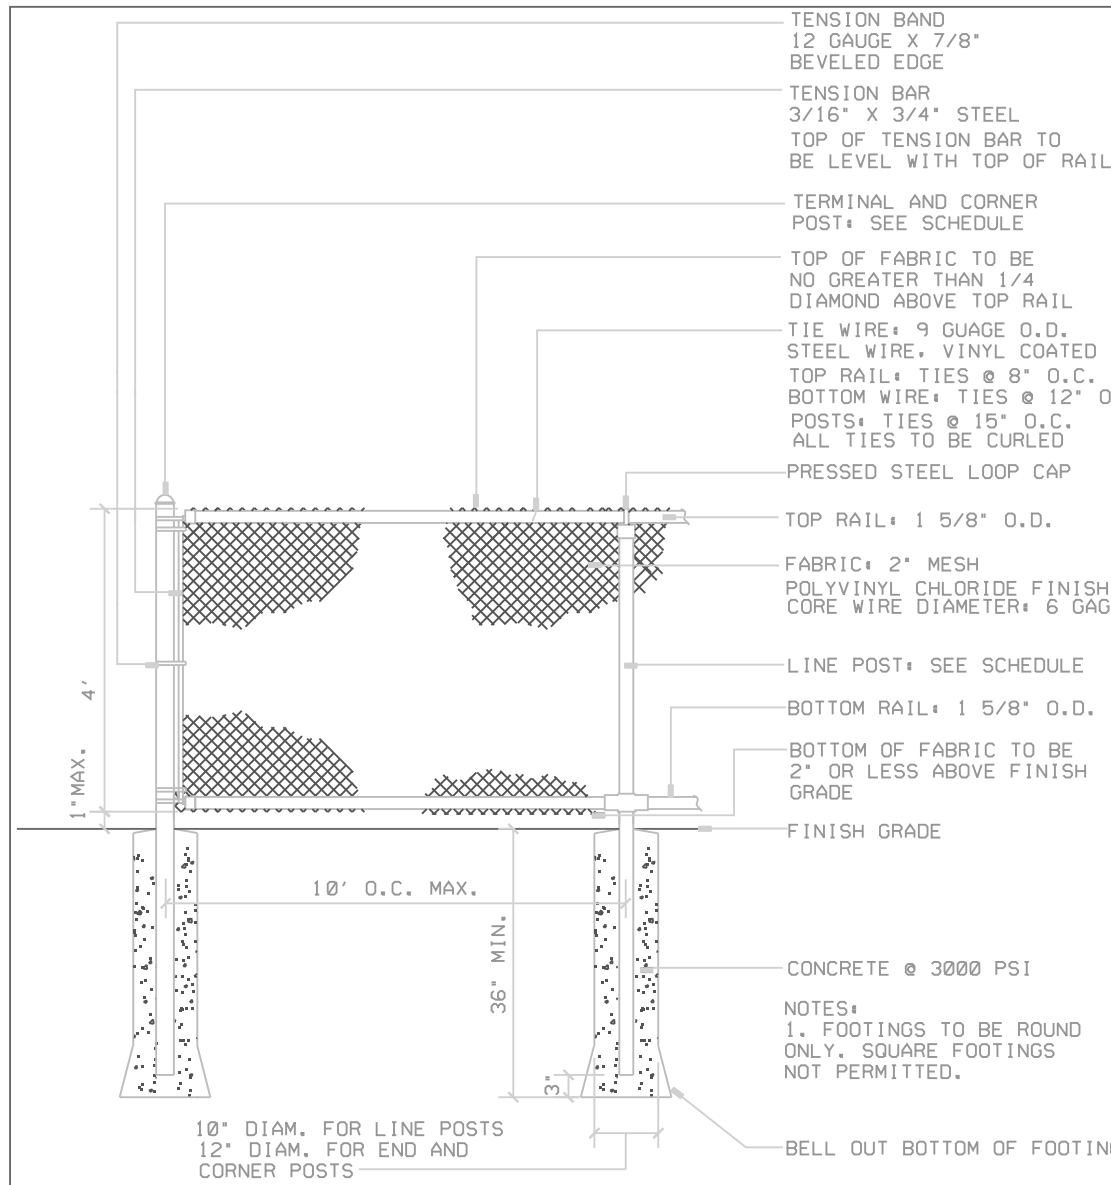 TENSION BAND
12 GAUGE X 7/8"
BEVELED EDGE
TENSION BAR
3/16" X 3/4" STEEL
TOP OF TENSION BAR TO
BE LEVEL WITH TOP OF RAIL
TERMINAL AND CORNER
POST: SEE SCHEDULE
TOP OF FABRIC TO BE
NO GREATER THAN 1/4
DIAMOND ABOVE TOP RAIL
TIE WIRE: 9 GUAGE O.D.
STEEL WIRE, VINYL COATED
TOP RAIL: TIES @ 8" O.C.
BOTTOM WIRE: TIES @ 12" O
POSTS: TIES @ 15" O.C.
ALL TIES TO BE CURLED
PRESSED STEEL LOOP CAP
TOP RAIL: 1 5/8" O.D.
FABRIC: 2" MESH
POLYVINYL CHLORIDE FINISH
CORE WIRE DIAMETER: 6 GAG
LINE POST: SEE SCHEDULE
4'
BOTTOM RAIL: 1 5/8" O.D.
BOTTOM OF FABRIC TO BE
2" OR LESS ABOVE FINISH
GRADE
1" MAX.
FINISH GRADE
10' O.C. MAX.
36" MIN.
CONCRETE @ 3000 PSI
NOTES:
1. FOOTINGS TO BE ROUND
ONLY. SQUARE FOOTINGS
NOT PERMITTED.
3"
10" DIAM. FOR LINE POSTS
12" DIAM. FOR END AND
CORNER POSTS
BELL OUT BOTTOM OF FOOTING